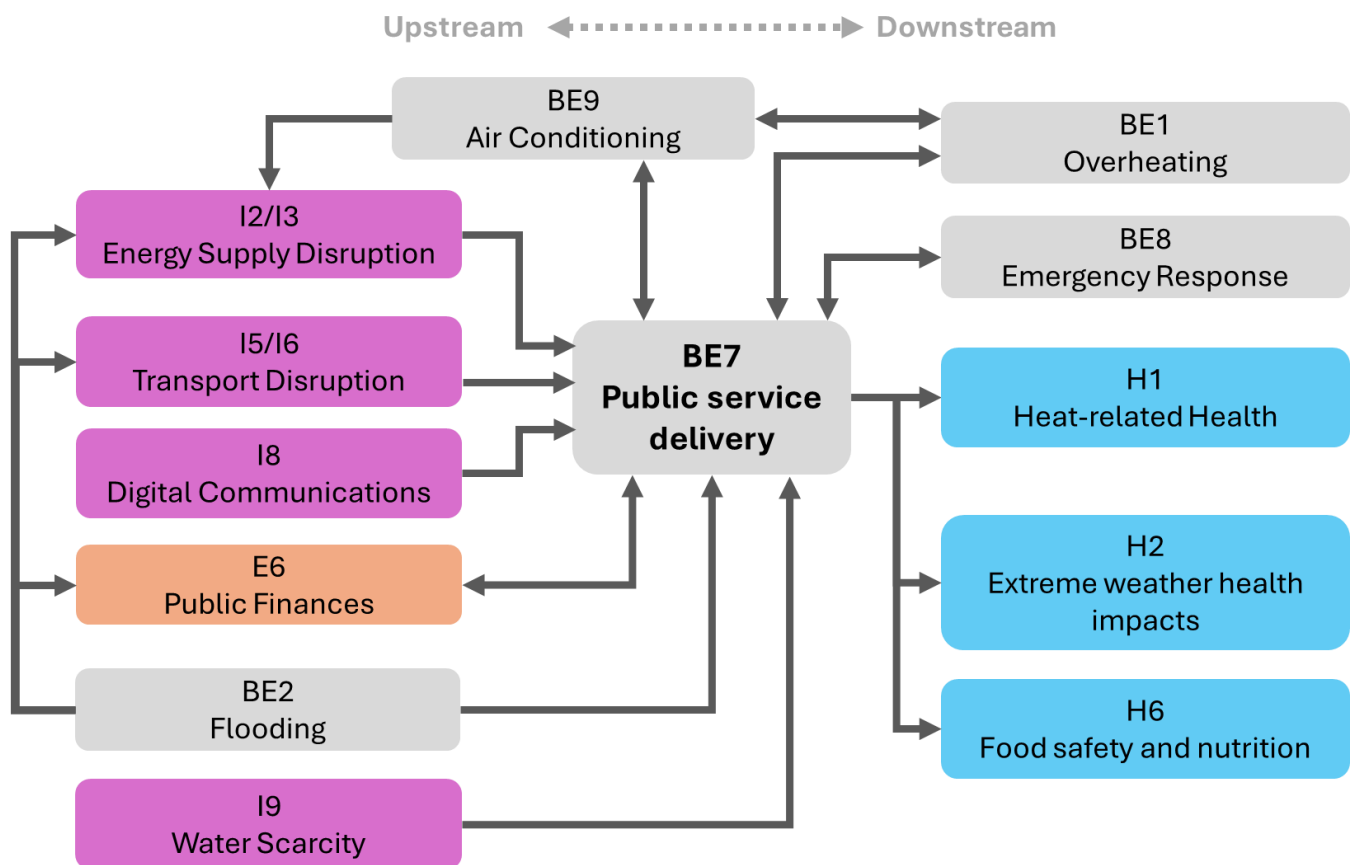 Upstream
Downstream
BE9
Air Conditioning
BE1
Overheating
I2/I3
Energy Supply Disruption
BE8
Emergency Response
I5/I6
Transport Disruption
BE7
Public service
delivery
H1
Heat-related Health
I8
Digital Communications
E6
Public Finances
H2
Extreme weather health
impacts
BE2
Flooding
H6
Food safety and nutrition
I9
Water Scarcity